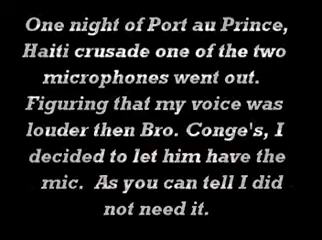 One night of Port au Prince,
Haiti crusade one of the two
microphones went out.
Figuring that my voice was
louder then Bro. Conge's, I
decided to let him have the
mic. As you can tell I did
not need it.